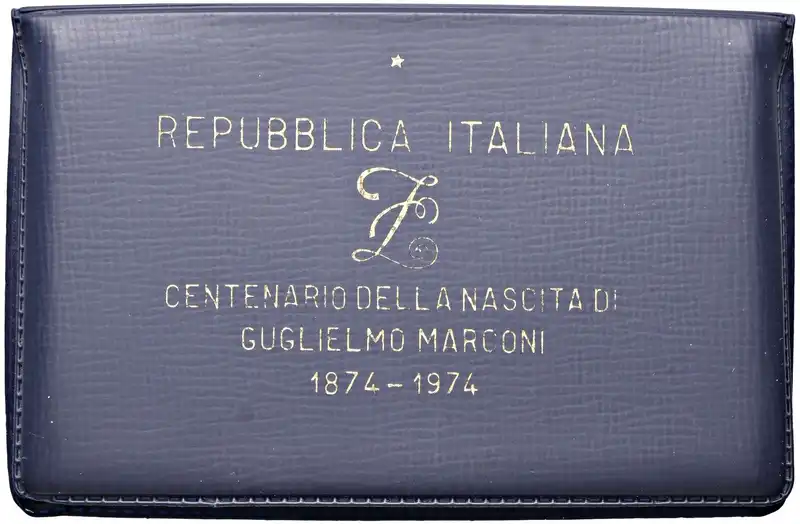 REPUBBLICA ITALIANA
CENTENARIO DELLA NASCITA DI
GUGLIELMO MARCONI
1874-1974